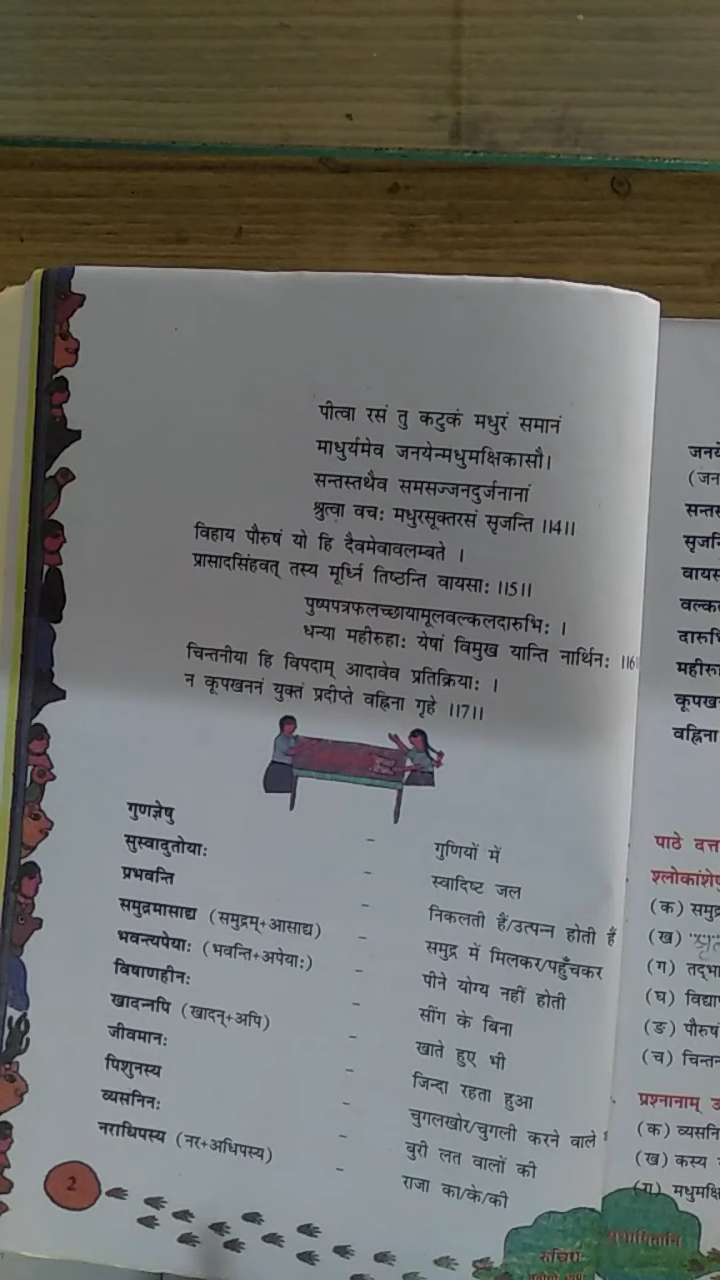 पीत्वा रसं तु कटुकं मधुरं समानं
माधुर्यमेव जनयेन्मधुमक्षिकासौ।
सन्तस्तथैव समसज्जनदुर्जनानां
श्रुत्वा वचः मधुरसूक्तरसं सृजन्ति ।।4।।
विहाय पौरुषं यो हि दैवमेवावलम्बते ।
प्रासादसिंहवत् तस्य मूर्ध्नि तिष्ठन्ति वायसाः ।।5।।
पुष्पपत्रफलच्छायामूलवल्कलदारुभिः ।
धन्या महीरुहाः येषां विमुख यान्ति नार्थिनः ।।6
चिन्तनीया हि विपदाम् आदावेव प्रतिक्रियाः ।
न कूपखननं युक्तं प्रदीप्ते वह्निना गृहे ।।7।।
गुणज्ञेषु – गुणियों में
सुस्वादुतोयाः – स्वादिष्ट जल
प्रभवन्ति – निकलती हैं/उत्पन्न होती हैं
समुद्रमासाद्य (समुद्रम्+आसाद्य) – समुद्र में मिलकर/पहुँचकर
भवन्त्यपेयाः (भवन्ति+अपेयाः) – पीने योग्य नहीं होती
विषाणहीनः – सींग के बिना
खादन्नपि (खादन्+अपि) – खाते हुए भी
जीवमानः – जिन्दा रहता हुआ
पिशुनस्य – चुगलखोर/चुगली करने वाले
व्यसनिनः – बुरी लत वालों की
नराधिपस्य (नर+अधिपस्य) – राजा का/के/की
2
रुचिरा
जनये
(जन
सन्तस
सृजन्ि
वायस
वल्कल
दारुभि
महीरु
कूपख
वह्निना
पाठे दत्त
श्लोकांशे
(क) समुद्र
(ख)
(ग) तद्भा
(घ) विद्या
(ङ) पौरुषं
(च) चिन्तन
प्रश्नानाम् उ
(क) व्यसनि
(ख) कस्य
(ग) मधुमक्षि
सुभाषितानि